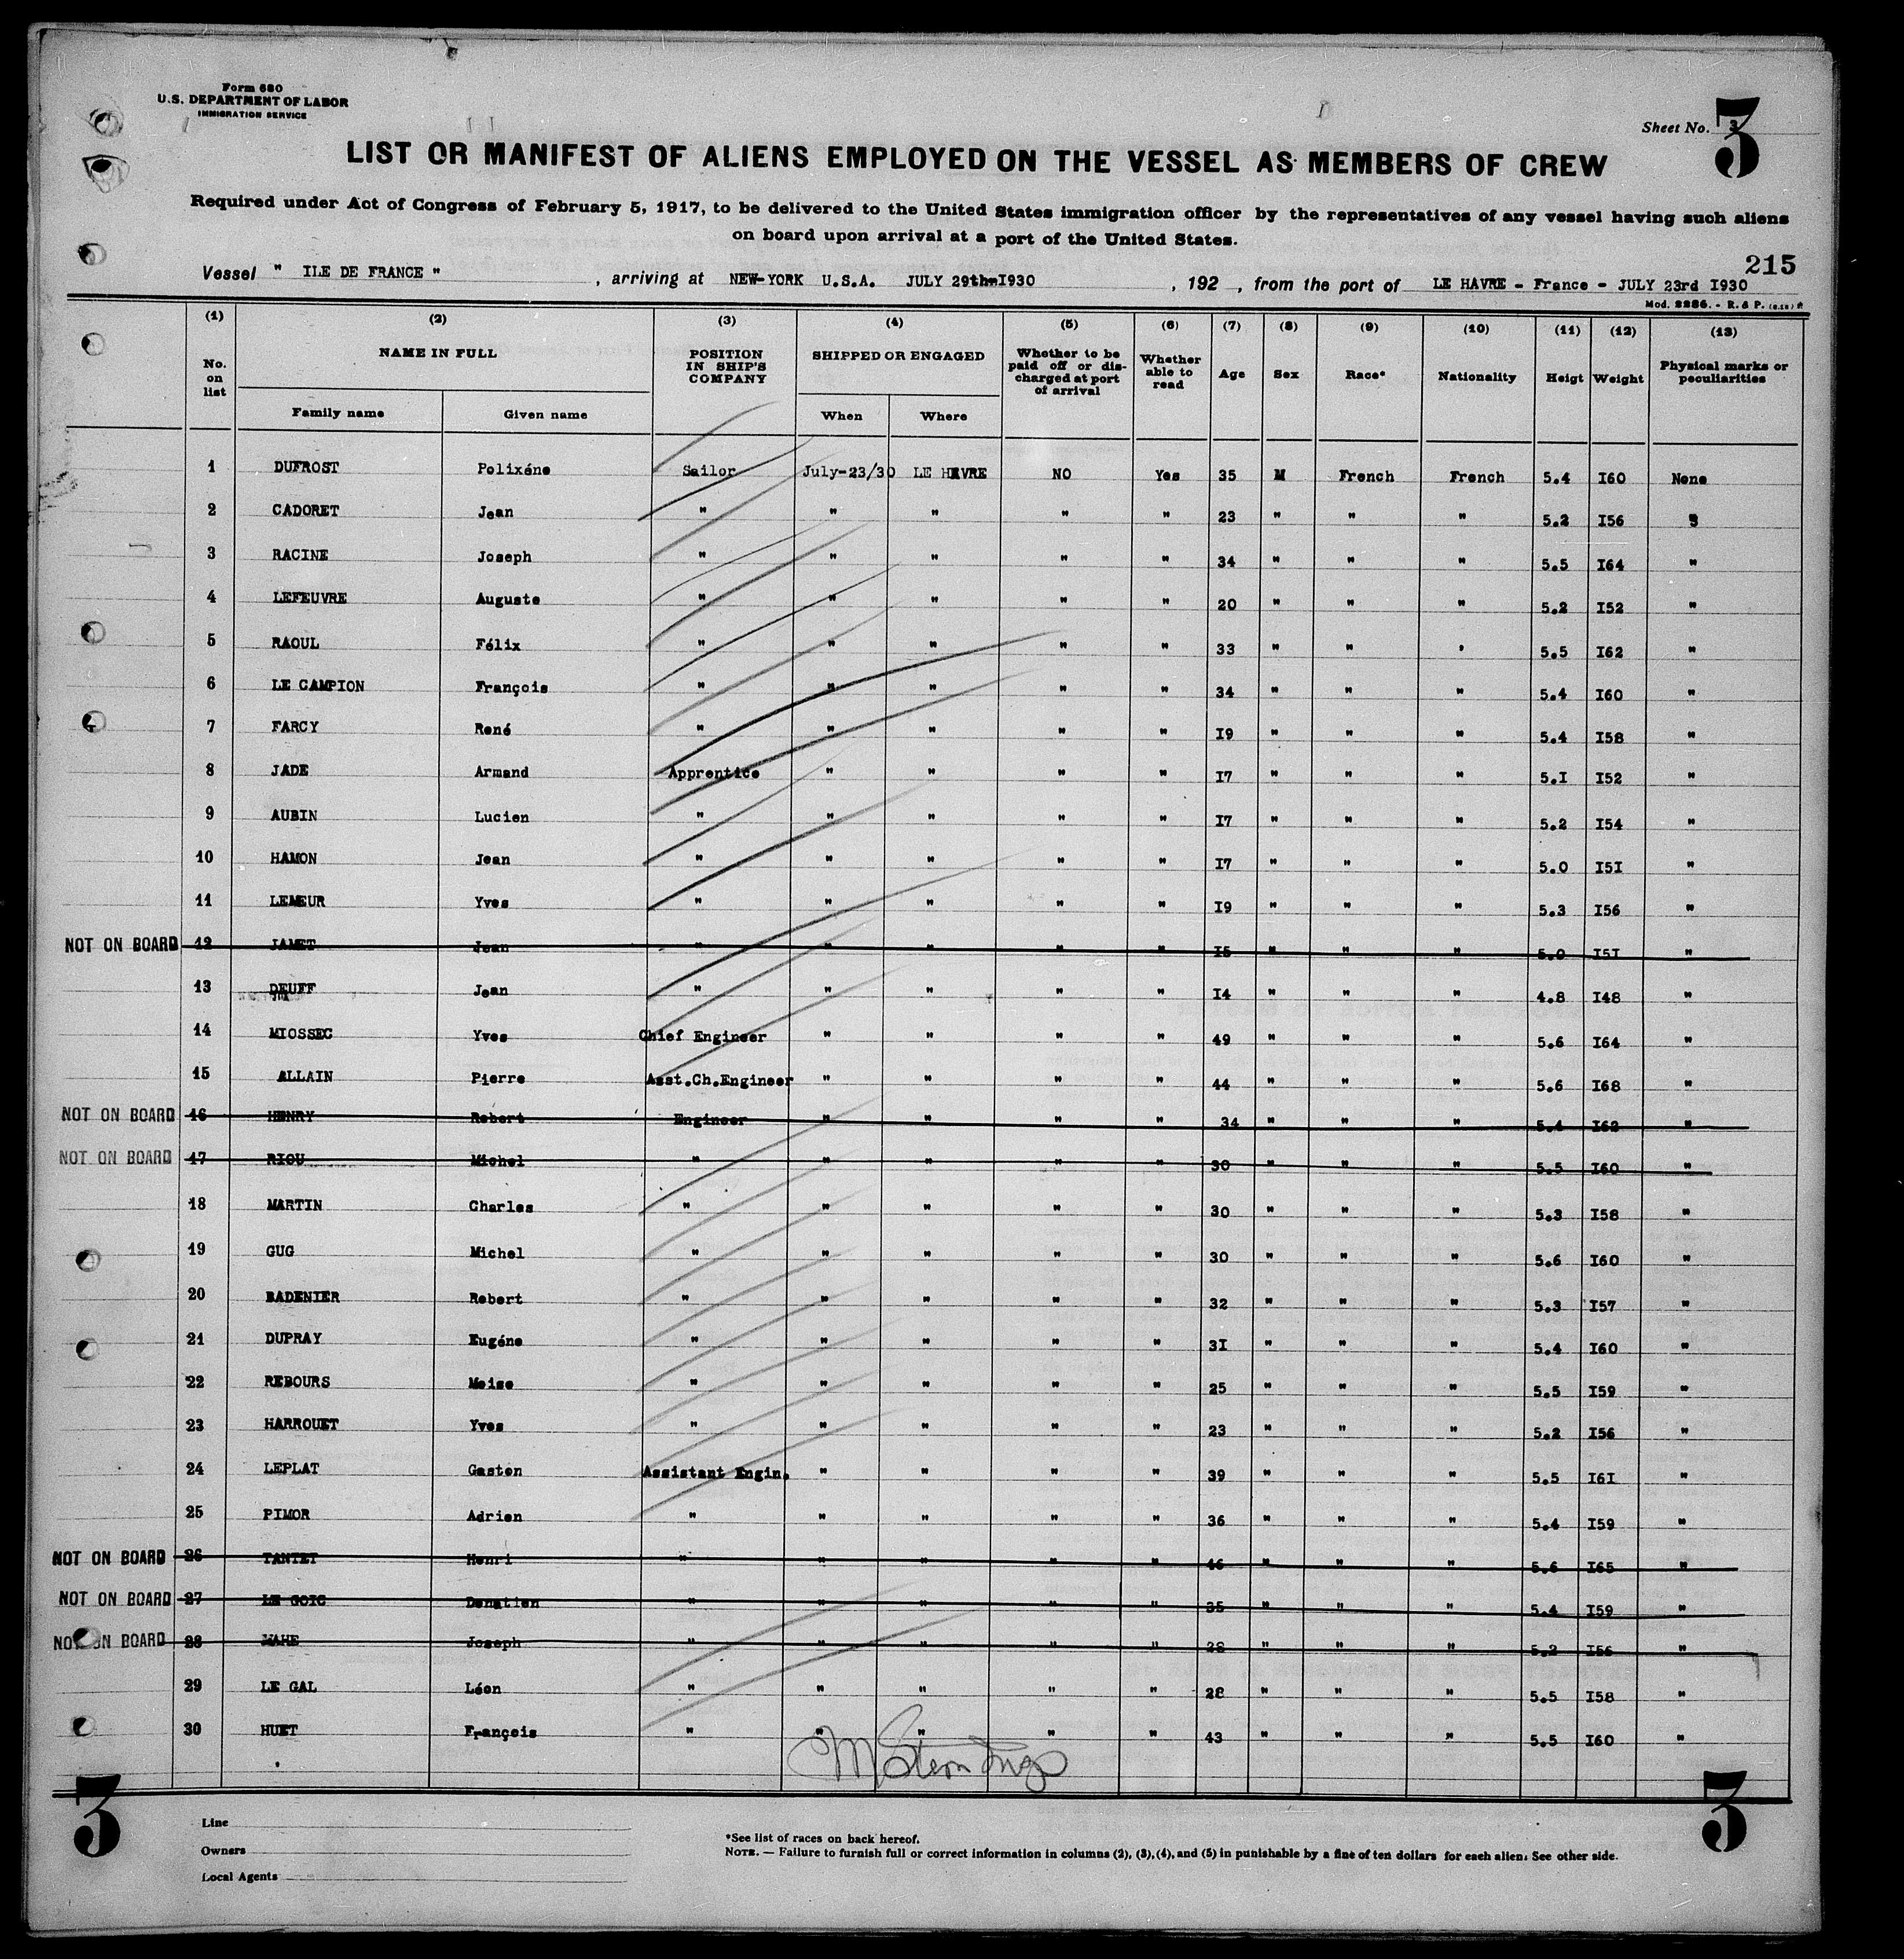 Form 680
U.S. DEPARTMENT OF LABOR
IMMIGRATION SERVICE
Sheet No. 3
3
LIST OR MANIFEST OF ALIENS EMPLOYED ON THE VESSEL AS MEMBERS OF CREW
Required under Act of Congress of February 5, 1917, to be delivered to the United States immigration officer by the representatives of any vessel having such aliens
on board upon arrival at a port of the United States.
215
Vessel " ILE DE FRANCE " , arriving at NEW-YORK U.S.A. JULY 29th-I930 , 192 , from the port of LE HAVRE - France - JULY 23rd I930
Mod. 2286. - R. & P.
(1) (2) (3) (4) (5) (6) (7) (8) (9) (10) (11) (12) (13)
No. on list NAME IN FULL POSITION IN SHIP'S COMPANY SHIPPED OR ENGAGED Whether to be paid off or discharged at port of arrival Whether able to read Age Sex Race* Nationality Heigt Weight Physical marks or peculiarities
Family name Given name When Where
1 DUFROST Polixéne Sailor July-23/30 LE HAVRE NO Yes 35 M French French 5.4 I60 None
2 CADORET Jean " " " " " 23 " " " 5.2 I56 9
3 RACINE Joseph " " " " " 34 " " " 5.5 I64 "
4 LEFEUVRE Auguste " " " " " 20 " " " 5.2 I52 "
5 RAOUL Félix " " " " " 33 " " ' 5.5 I62 "
6 LE CAMPION François " " " " " 34 " " " 5.4 I60 "
7 FARCY René " " " " " I9 " " " 5.4 I58 "
8 JADE Armand Apprentice " " " " I7 " " " 5.I I52 "
9 AUBIN Lucien " " " " " I7 " " " 5.2 I54 "
10 HAMON Jean " " " " " I7 " " " 5.0 I5I "
11 LEMEUR Yves " " " " " I9 " " " 5.3 I56 "
NOT ON BOARD 12 JAMET Jean " " " " " I5 " " " 5.0 I5I "
13 DEUFF Jean " " " " " I4 " " " 4.8 I48 "
14 MIOSSEC Yves Chief Engineer " " " " 49 " " " 5.6 I64 "
15 ALLAIN Pierre Asst.Ch.Engineer " " " " 44 " " " 5.6 I68 "
NOT ON BOARD 16 HENRY Robert Engineer " " " " 34 " " " 5.4 I62 "
NOT ON BOARD 17 RIOU Michel " " " " " 30 " " " 5.5 I60 "
18 MARTIN Charles " " " " " 30 " " " 5.3 I58 "
19 GUG Michel " " " " " 30 " " " 5.6 I60 "
20 BADENIER Robert " " " " " 32 " " " 5.3 I57 "
21 DUPRAY Eugéne " " " " " 3I " " " 5.4 I60 "
22 REBOURS Moise " " " " " 25 " " " 5.5 I59 "
23 HARROUET Yves " " " " " 23 " " " 5.2 I56 "
24 LEPLAT Gaston Assistant Engin. " " " " 39 " " " 5.5 I6I "
25 PIMOR Adrien " " " " " 36 " " " 5.4 I59 "
NOT ON BOARD 26 TANTET Henri " " " " " 46 " " " 5.6 I65 "
NOT ON BOARD 27 LE GOIC Donatien " " " " " 35 " " " 5.4 I59 "
NOT ON BOARD 28 MAHE Joseph " " " " " 28 " " " 5.2 I56 "
29 LE GAL Léon " " " " " 28 " " " 5.5 I58 "
30 HUET François " " " " " 43 " " " 5.5 I60 "
3
3
Line
Owners
Local Agents
*See list of races on back hereof.
NOTE. — Failure to furnish full or correct information in columns (2), (3), (4), and (5) in punishable by a fine of ten dollars for each alien. See other side.